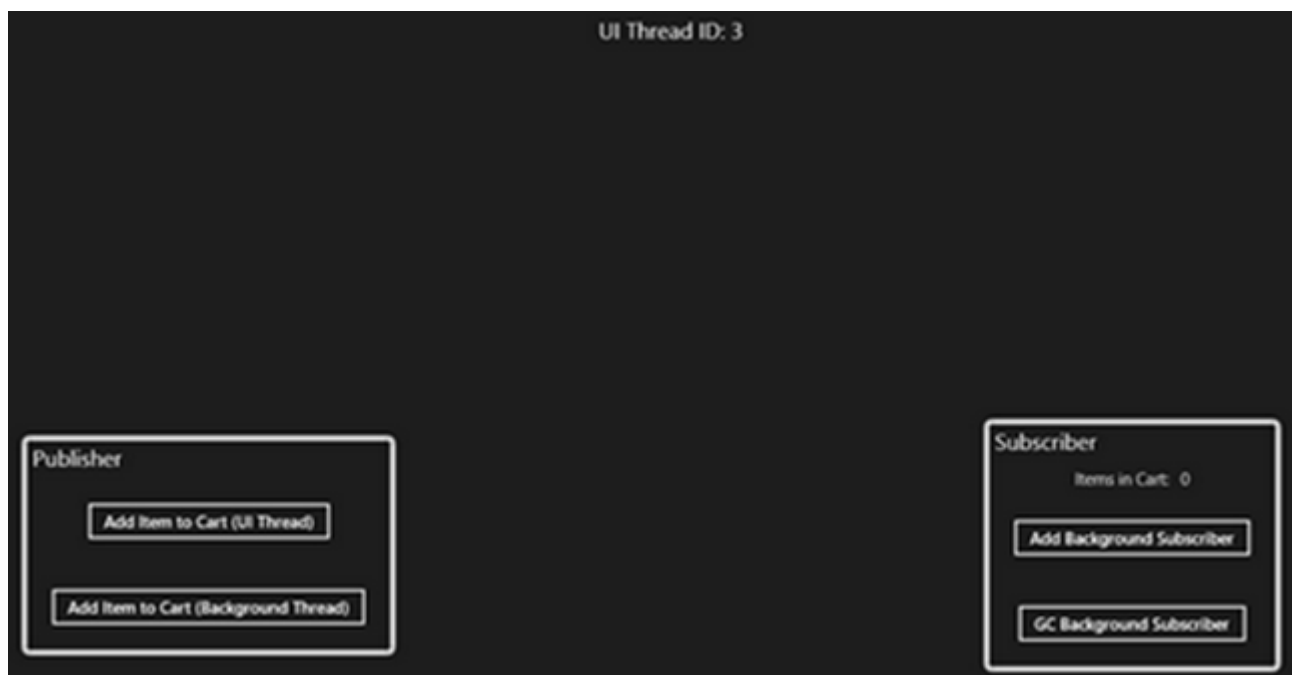 UI Thread ID: 3
Publisher
Add Item to Cart (UI Thread)
Add Item to Cart (Background Thread)
Subscriber
Items in Cart: 0
Add Background Subscriber
GC Background Subscriber